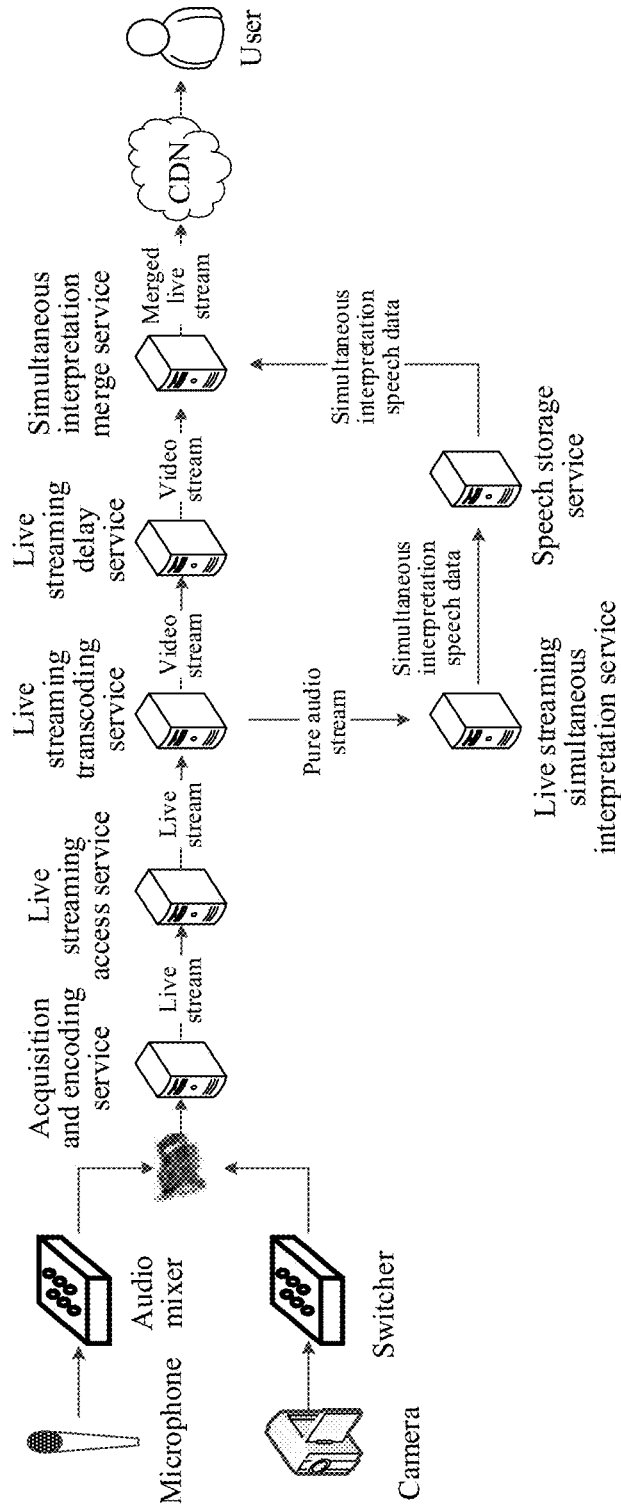 Microphone
Audio
mixer
Camera
Switcher
Acquisition
and encoding
service
Live
stream
Live
streaming
access service
Live
stream
Live
streaming
transcoding
service
Video
stream
Live
streaming
delay
service
Video
stream
Simultaneous
interpretation
merge service
Merged
live
stream
CDN
User
Pure audio
stream
Live streaming
simultaneous
interpretation service
Simultaneous
interpretation
speech data
Speech storage
service
Simultaneous
interpretation
speech data